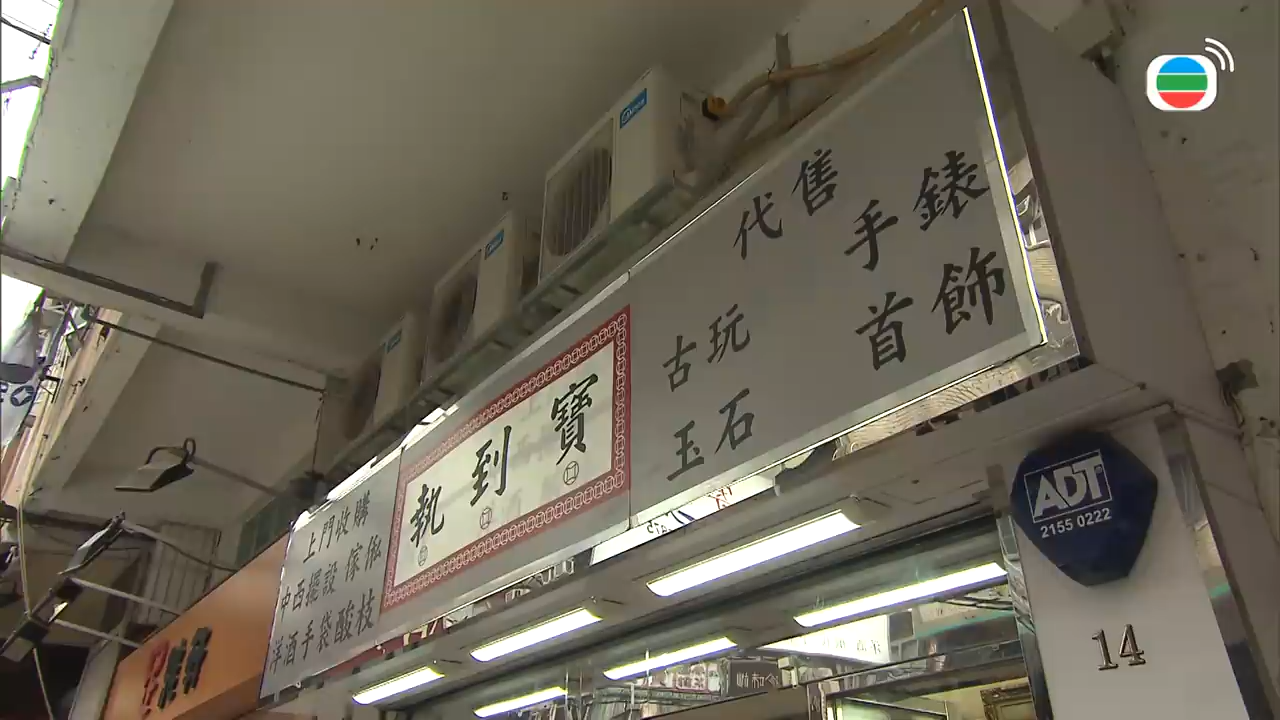 代售
手錶
首飾
古玩
玉石
執到寶
上門收購
中西擺設 傢俬
洋酒手袋酸枝
ADT
2155 0222
14